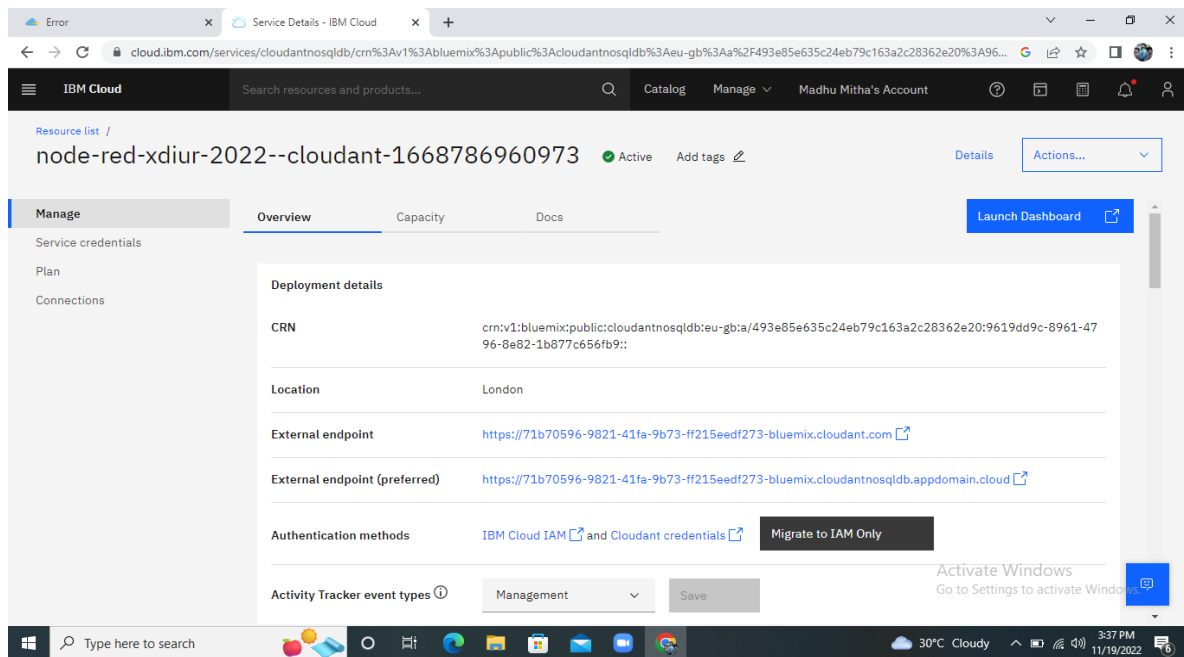 Error
Service Details - IBM Cloud
cloud.ibm.com/services/cloudantnosqldb/crn%3Av1%3Abluemix%3Apublic%3Acloudantnosqldb%3Aeu-gb%3Aa%2F493e85e635c24eb79c163a2c28362e20%3A96...
IBM Cloud
Search resources and products...
Catalog
Manage
Madhu Mitha's Account
Resource list /
node-red-xdiur-2022--cloudant-1668786960973
Active
Add tags
Details
Actions...
Manage
Service credentials
Plan
Connections
Overview
Capacity
Docs
Launch Dashboard
Deployment details
CRN
crn:v1:bluemix:public:cloudantnosqldb:eu-gb:a/493e85e635c24eb79c163a2c28362e20:9619dd9c-8961-47
96-8e82-1b877c656fb9::
Location
London
External endpoint
https://71b70596-9821-41fa-9b73-ff215eedf273-bluemix.cloudant.com
External endpoint (preferred)
https://71b70596-9821-41fa-9b73-ff215eedf273-bluemix.cloudantnosqldb.appdomain.cloud
Authentication methods
IBM Cloud IAM and Cloudant credentials
Migrate to IAM Only
Activity Tracker event types
Management
Save
Activate Windows
Go to Settings to activate Windows.
Type here to search
30°C Cloudy
3:37 PM
11/19/2022
6